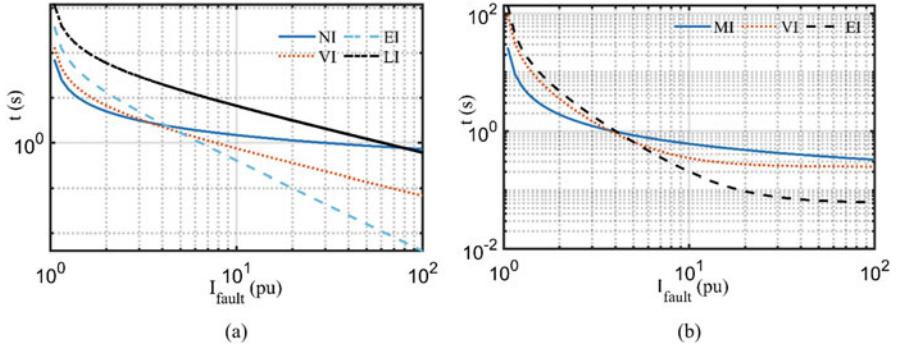 NI EI
VI LI
t (s)
10^0
10^0 10^1 10^2
I_fault (pu)
(a)
MI VI EI
10^2
t (s)
10^0
10^-2
10^0 10^1 10^2
I_fault (pu)
(b)